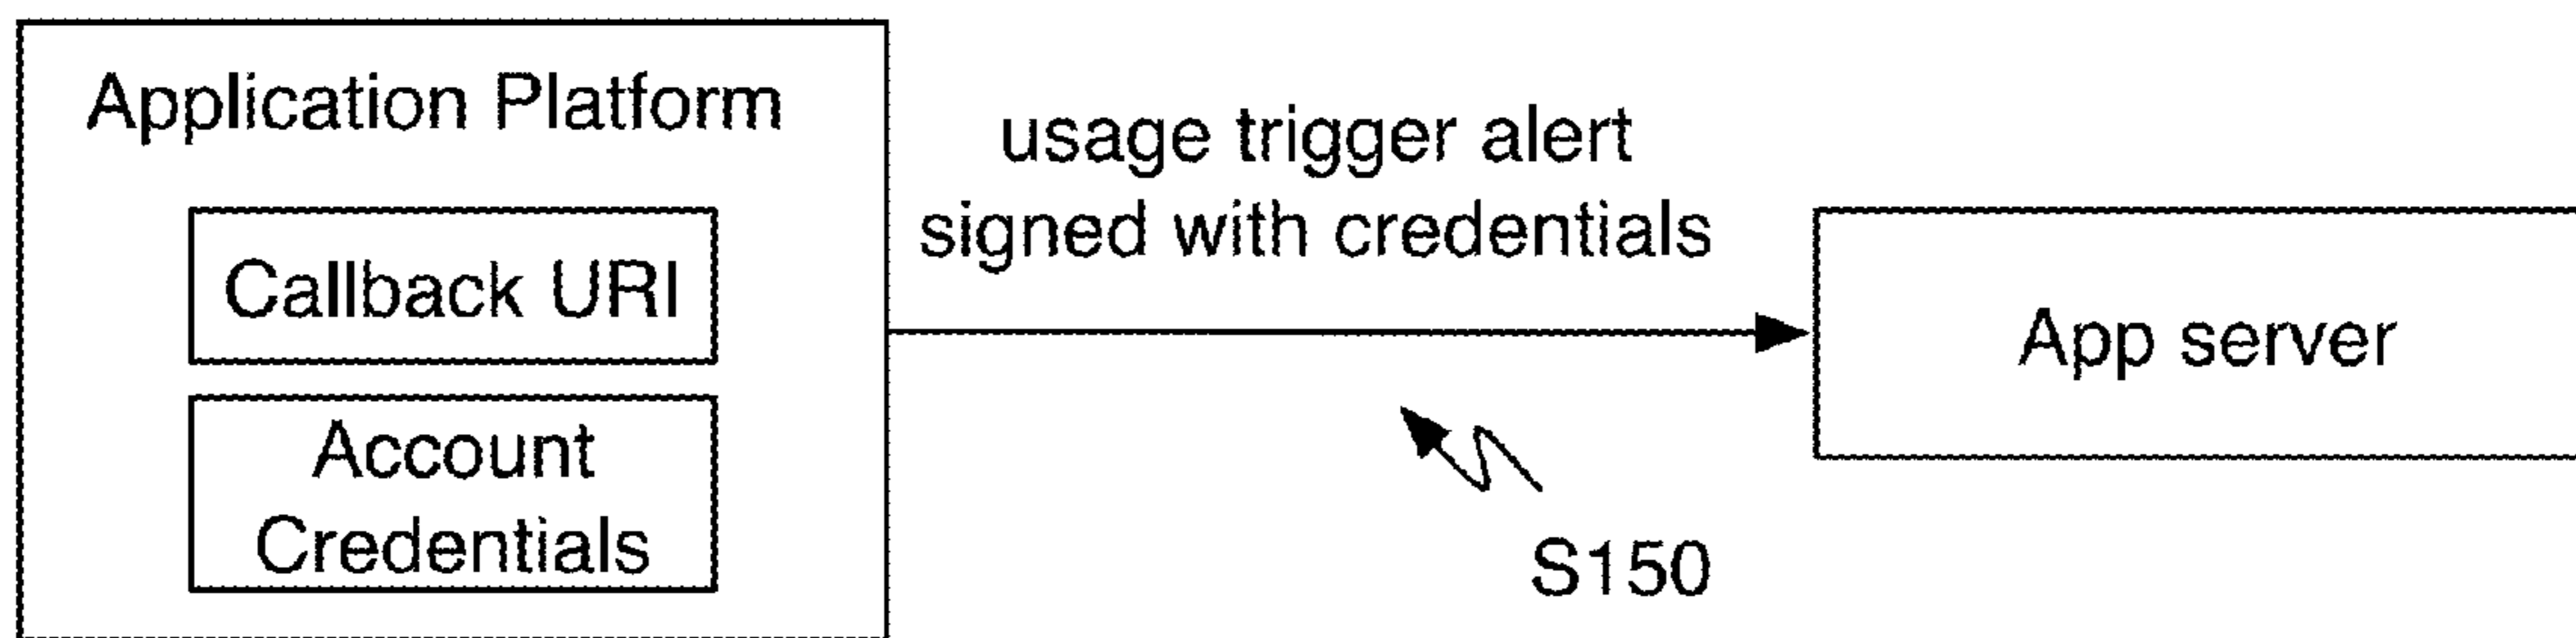 Application Platform
Callback URI
Account
Credentials
usage trigger alert
signed with credentials
S150
App server